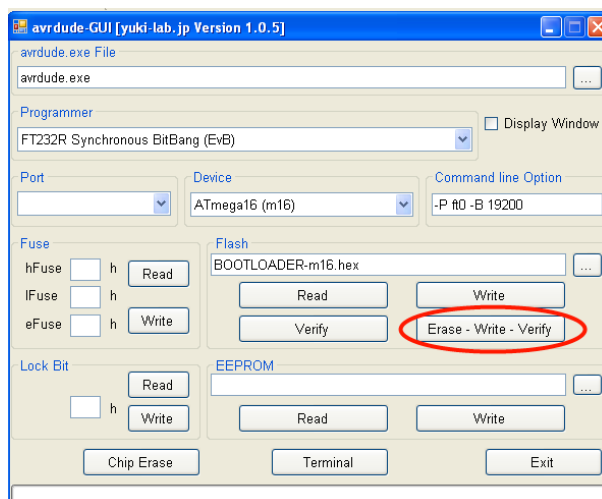 avrdude-GUI [yuki-lab.jp Version 1.0.5]
avrdude.exe File
avrdude.exe
...
Programmer
FT232R Synchronous BitBang (EvB)
Display Window
Port
Device
Command line Option
ATmega16 (m16)
-P ft0 -B 19200
Fuse
Flash
hFuse h Read
BOOTLOADER-m16.hex ...
lFuse h
Read Write
eFuse h Write
Verify Erase - Write - Verify
Lock Bit
EEPROM
Read
...
h Write
Read Write
Chip Erase Terminal Exit